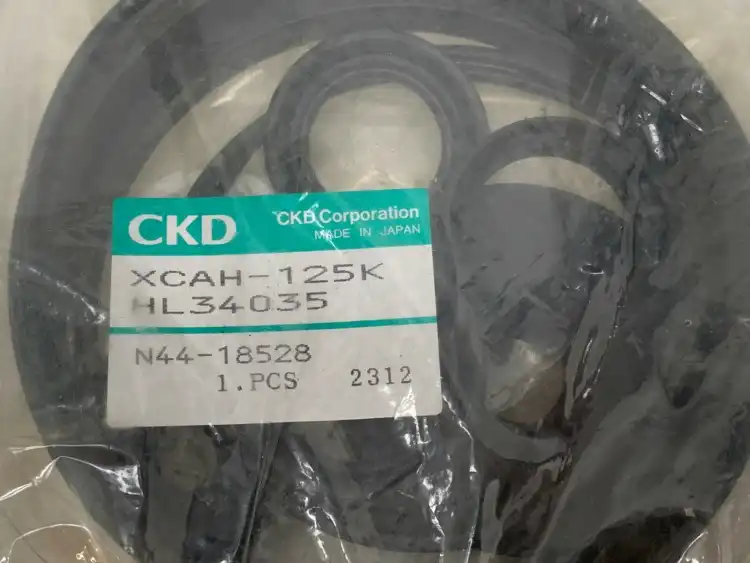 CKD
CKD Corporation
MADE IN JAPAN
XCAH-125K
HL34035
N44-18528
1.PCS 2312